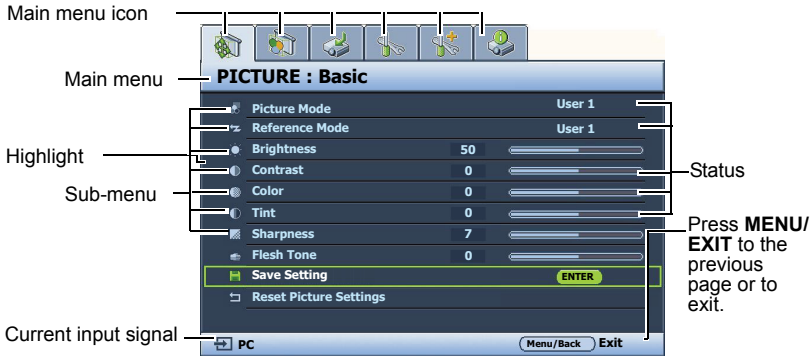 Main menu icon
Main menu
PICTURE : Basic
Picture Mode User 1
Reference Mode User 1
Brightness 50
Highlight
Contrast 0
Status
Sub-menu
Color 0
Tint 0
Sharpness 7
Flesh Tone 0
Save Setting ENTER
Reset Picture Settings
Press MENU/
EXIT to the
previous
page or to
exit.
Current input signal
PC
Menu/Back Exit